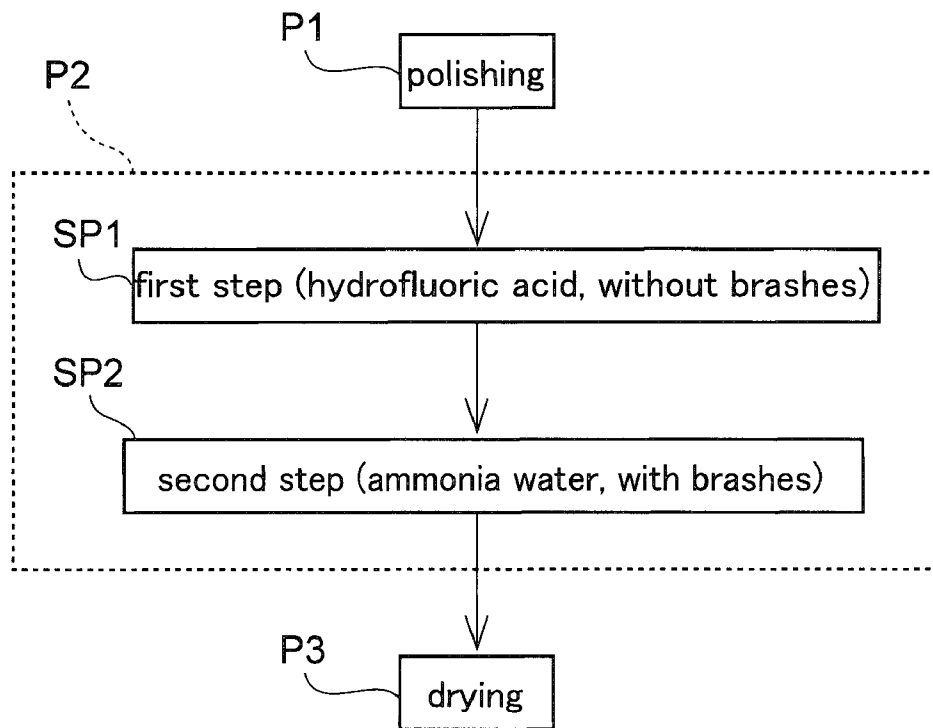 P1
polishing
P2
SP1
first step (hydrofluoric acid, without brashes)
SP2
second step (ammonia water, with brashes)
P3
drying